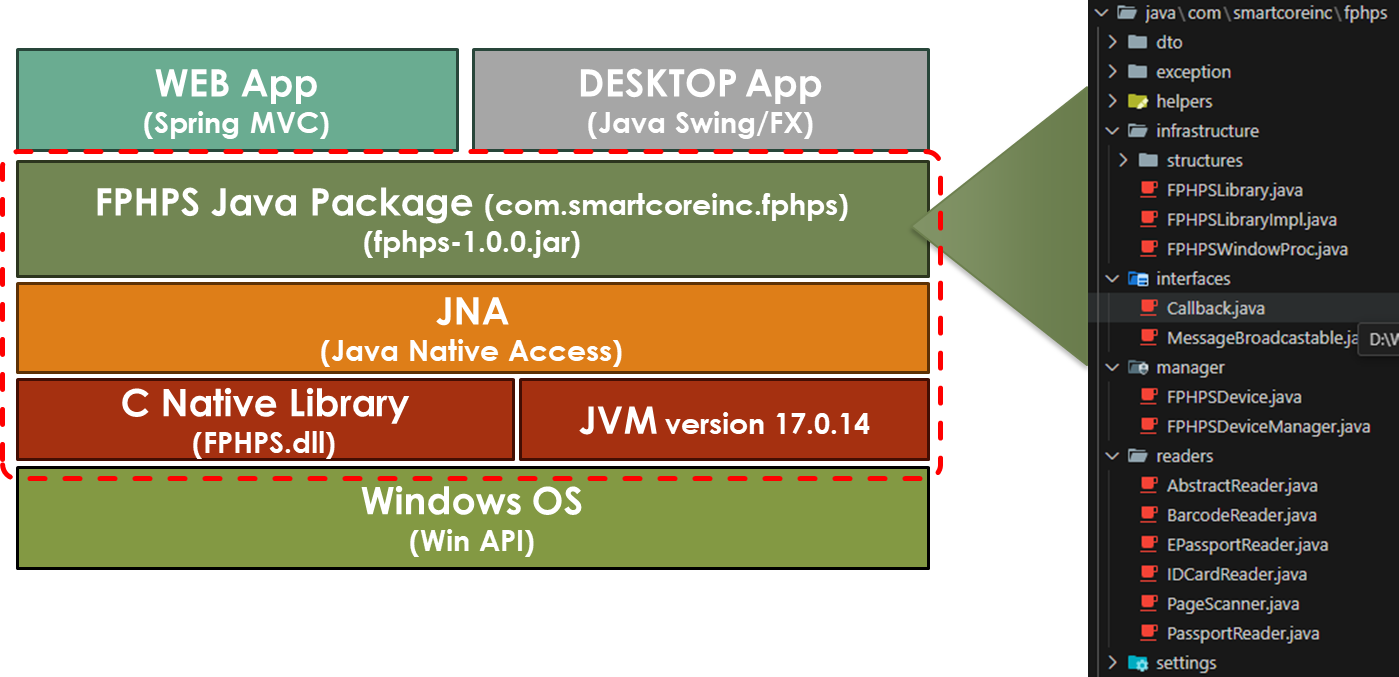 WEB App
(Spring MVC)
DESKTOP App
(Java Swing/FX)
FPHPS Java Package (com.smartcoreinc.fphps)
(fphps-1.0.0.jar)
JNA
(Java Native Access)
C Native Library
(FPHPS.dll)
JVM version 17.0.14
Windows OS
(Win API)
java\com\smartcoreinc\fphps
dto
exception
helpers
infrastructure
structures
FPHPSLibrary.java
FPHPSLibraryImpl.java
FPHPSWindowProc.java
interfaces
Callback.java
MessageBroadcastable.ja
D:\W
manager
FPHPSDevice.java
FPHPSDeviceManager.java
readers
AbstractReader.java
BarcodeReader.java
EPassportReader.java
IDCardReader.java
PageScanner.java
PassportReader.java
settings